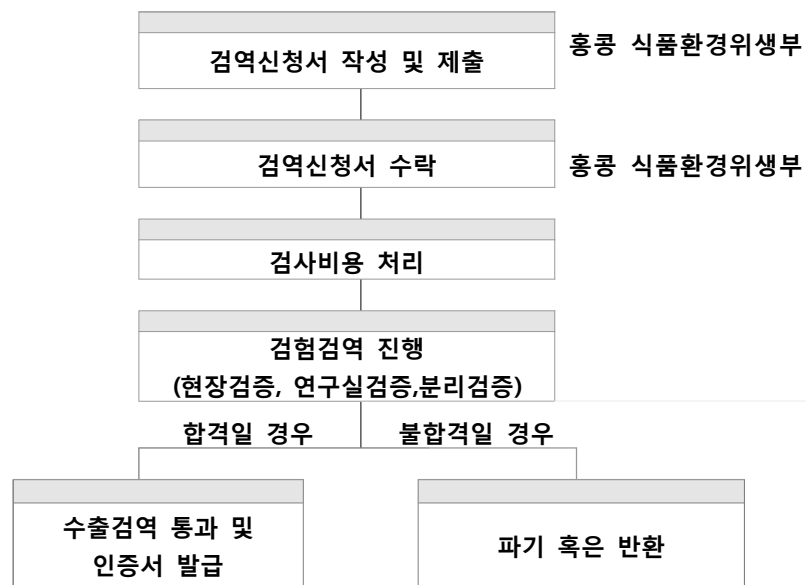 검역신청서 작성 및 제출
홍콩 식품환경위생부
검역신청서 수락
홍콩 식품환경위생부
검사비용 처리
검험검역 진행
(현장검증, 연구실검증,분리검증)
합격일 경우
불합격일 경우
수출검역 통과 및
인증서 발급
파기 혹은 반환